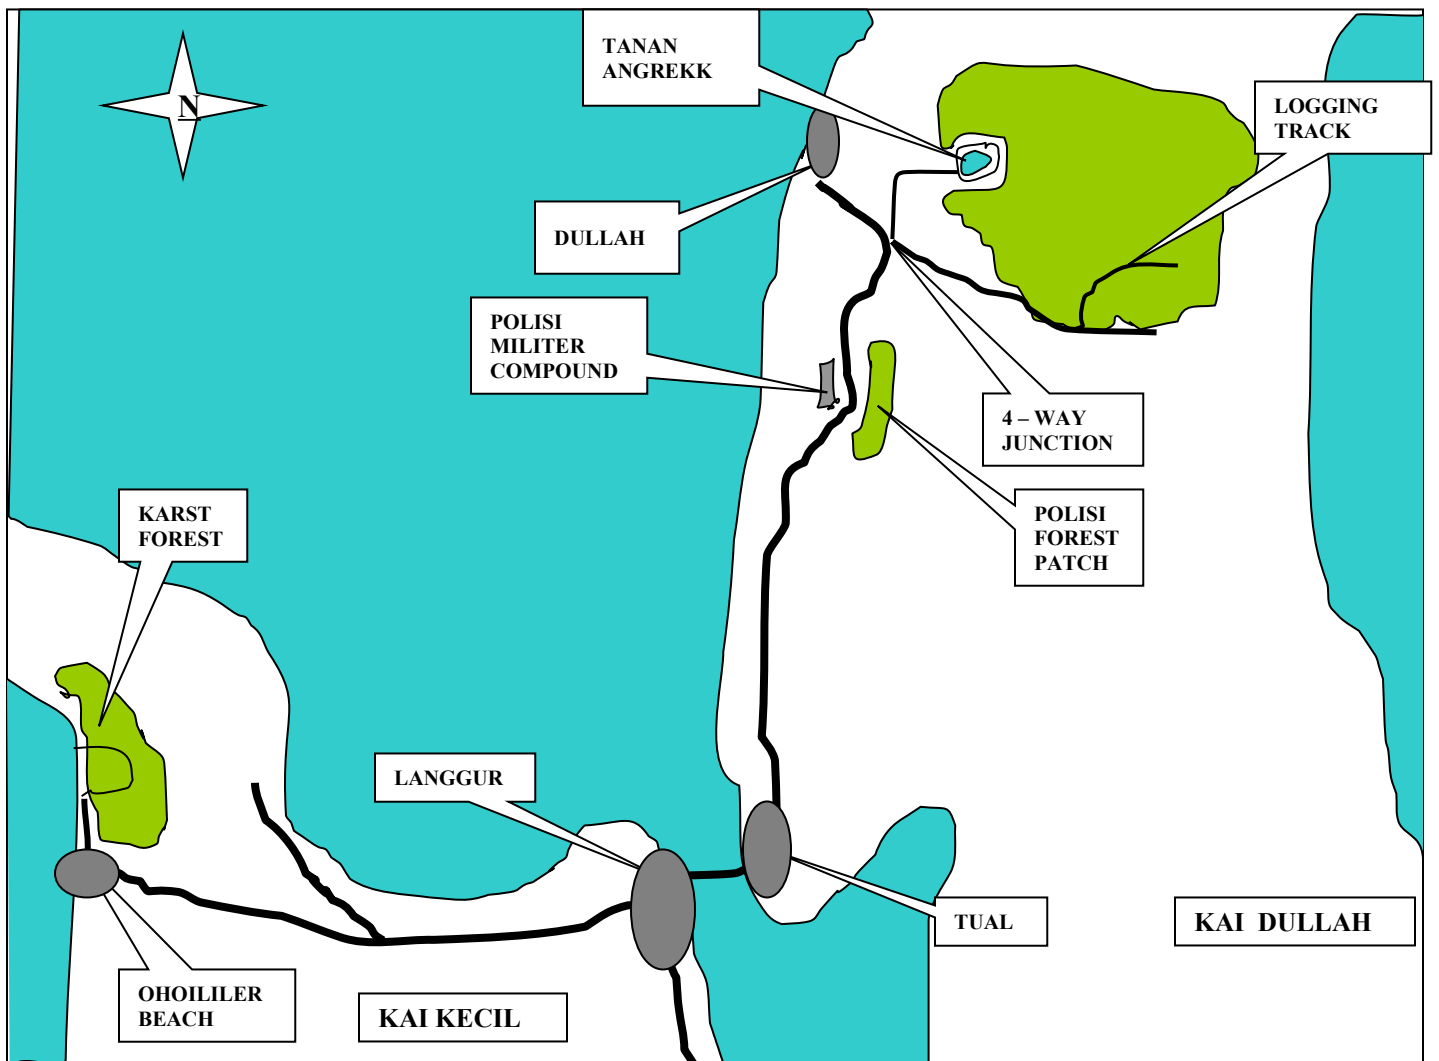 TANAN
ANGREKK
LOGGING
TRACK
N
DULLAH
POLISI
MILITER
COMPOUND
4 – WAY
JUNCTION
KARST
FOREST
POLISI
FOREST
PATCH
LANGGUR
TUAL
KAI DULLAH
OHOILILER
BEACH
KAI KECIL